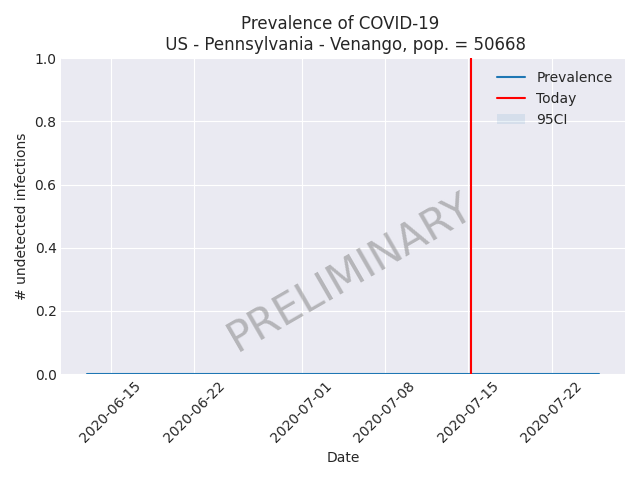 Prevalence of COVID-19
US - Pennsylvania - Venango, pop. = 50668
1.0
0.8
0.6
0.4
0.2
0.0
# undetected infections
Prevalence
Today
95CI
PRELIMINARY
2020-06-15
2020-06-22
2020-07-01
2020-07-08
2020-07-15
2020-07-22
Date